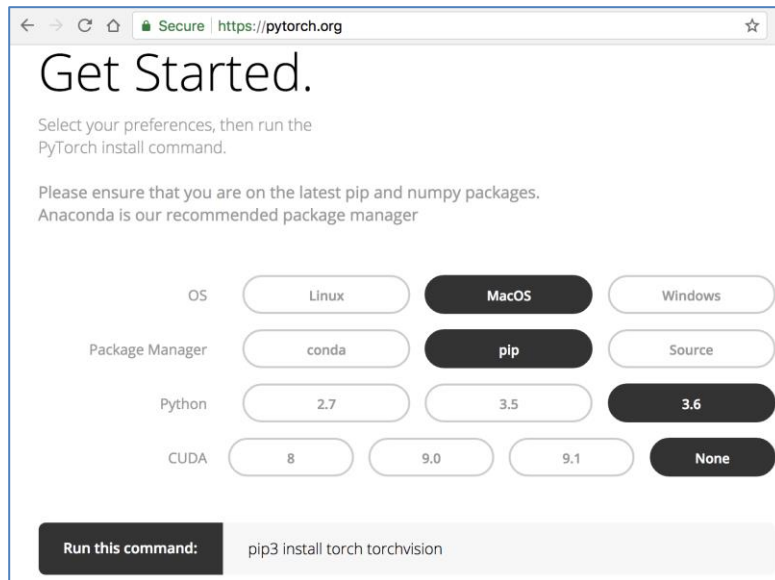 Secure https://pytorch.org
Get Started.
Select your preferences, then run the
PyTorch install command.
Please ensure that you are on the latest pip and numpy packages.
Anaconda is our recommended package manager
OS Linux MacOS Windows
Package Manager conda pip Source
Python 2.7 3.5 3.6
CUDA 8 9.0 9.1 None
Run this command: pip3 install torch torchvision